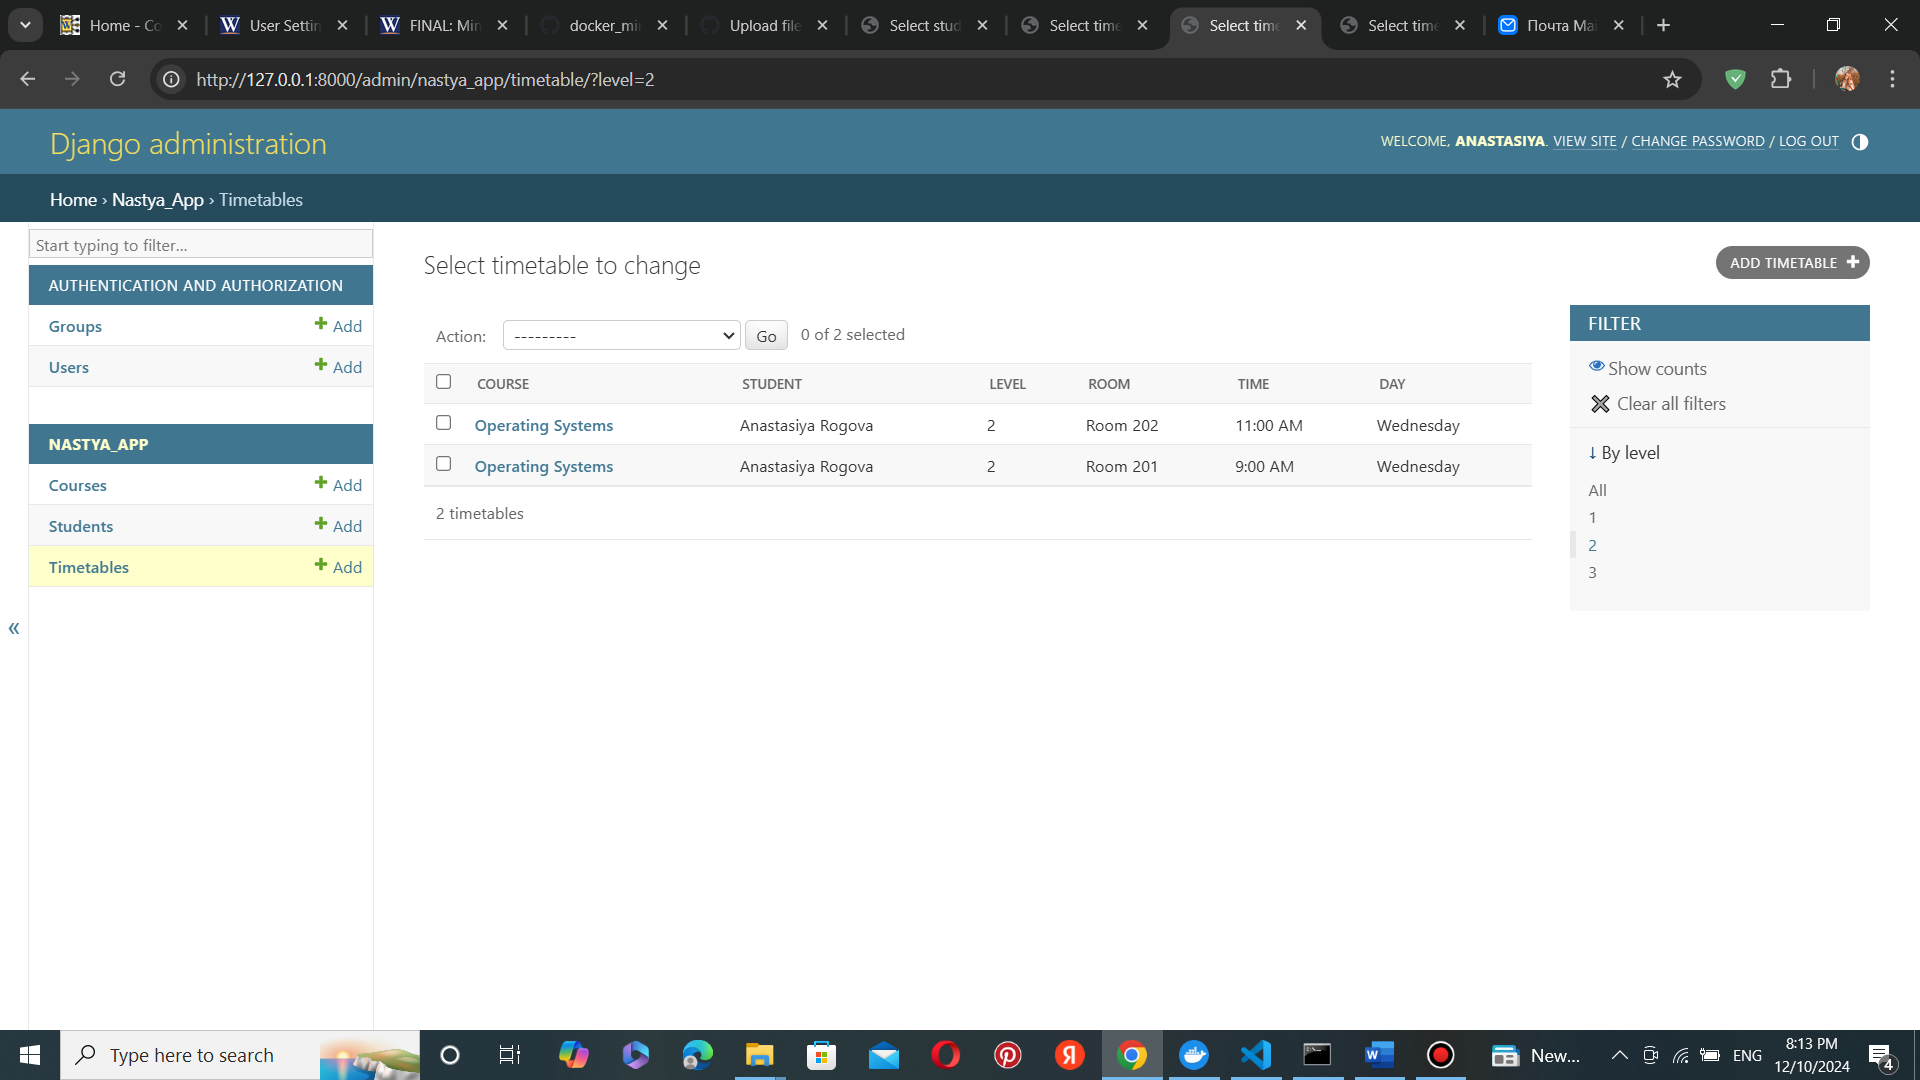 Home - Co
User Settin
FINAL: Min
docker_mi
Upload file
Select stud
Select time
Select time
Select time
Почта Mai
http://127.0.0.1:8000/admin/nastya_app/timetable/?level=2
Django administration
WELCOME, ANASTASIYA. VIEW SITE / CHANGE PASSWORD / LOG OUT
Home › Nastya_App › Timetables
Start typing to filter...
AUTHENTICATION AND AUTHORIZATION
Groups + Add
Users + Add
NASTYA_APP
Courses + Add
Students + Add
Timetables + Add
«
Select timetable to change
ADD TIMETABLE +
Action: --------- Go 0 of 2 selected
COURSE STUDENT LEVEL ROOM TIME DAY
Operating Systems Anastasiya Rogova 2 Room 202 11:00 AM Wednesday
Operating Systems Anastasiya Rogova 2 Room 201 9:00 AM Wednesday
2 timetables
FILTER
Show counts
Clear all filters
↓ By level
All
1
2
3
Type here to search
New...
ENG
8:13 PM
12/10/2024
4